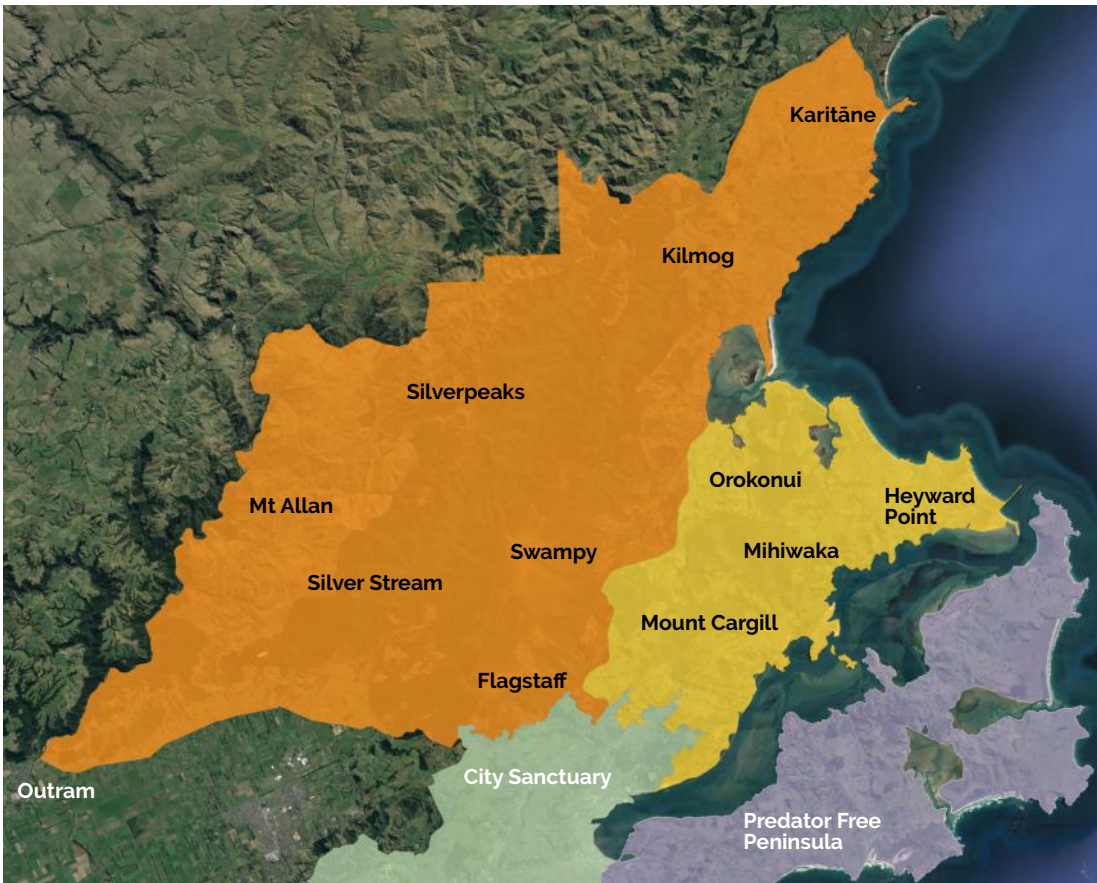 Karitāne
Kilmog
Silverpeaks
Orokonui
Heyward
Point
Mt Allan
Swampy
Mihiwaka
Silver Stream
Mount Cargill
Flagstaff
City Sanctuary
Outram
Predator Free
Peninsula